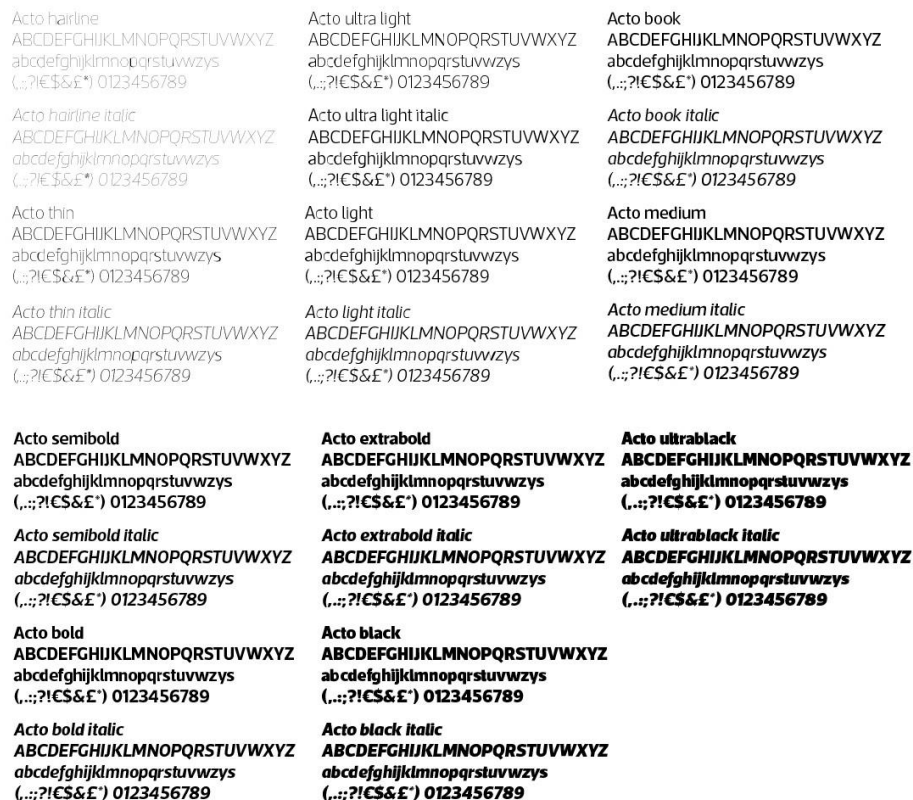 Acto hairline
ABCDEFGHIJKLMNOPQRSTUVWXYZ
abcdefghijklmnopqrstuvwzys
(,.:;?!€$&£*) 0123456789
Acto hairline italic
ABCDEFGHIJKLMNOPQRSTUVWXYZ
abcdefghijklmnopqrstuvwzys
(,.:;?!€$&£*) 0123456789
Acto thin
ABCDEFGHIJKLMNOPQRSTUVWXYZ
abcdefghijklmnopqrstuvwzys
(,.:;?!€$&£*) 0123456789
Acto thin italic
ABCDEFGHIJKLMNOPQRSTUVWXYZ
abcdefghijklmnopqrstuvwzys
(,.:;?!€$&£*) 0123456789
Acto ultra light
ABCDEFGHIJKLMNOPQRSTUVWXYZ
abcdefghijklmnopqrstuvwzys
(,.:;?!€$&£*) 0123456789
Acto ultra light italic
ABCDEFGHIJKLMNOPQRSTUVWXYZ
abcdefghijklmnopqrstuvwzys
(,.:;?!€$&£*) 0123456789
Acto light
ABCDEFGHIJKLMNOPQRSTUVWXYZ
abcdefghijklmnopqrstuvwzys
(,.:;?!€$&£*) 0123456789
Acto light italic
ABCDEFGHIJKLMNOPQRSTUVWXYZ
abcdefghijklmnopqrstuvwzys
(,.:;?!€$&£*) 0123456789
Acto book
ABCDEFGHIJKLMNOPQRSTUVWXYZ
abcdefghijklmnopqrstuvwzys
(,.:;?!€$&£*) 0123456789
Acto book italic
ABCDEFGHIJKLMNOPQRSTUVWXYZ
abcdefghijklmnopqrstuvwzys
(,.:;?!€$&£*) 0123456789
Acto medium
ABCDEFGHIJKLMNOPQRSTUVWXYZ
abcdefghijklmnopqrstuvwzys
(,.:;?!€$&£*) 0123456789
Acto medium italic
ABCDEFGHIJKLMNOPQRSTUVWXYZ
abcdefghijklmnopqrstuvwzys
(,.:;?!€$&£*) 0123456789
Acto semibold
ABCDEFGHIJKLMNOPQRSTUVWXYZ
abcdefghijklmnopqrstuvwzys
(,.:;?!€$&£*) 0123456789
Acto semibold italic
ABCDEFGHIJKLMNOPQRSTUVWXYZ
abcdefghijklmnopqrstuvwzys
(,.:;?!€$&£*) 0123456789
Acto bold
ABCDEFGHIJKLMNOPQRSTUVWXYZ
abcdefghijklmnopqrstuvwzys
(,.:;?!€$&£*) 0123456789
Acto bold italic
ABCDEFGHIJKLMNOPQRSTUVWXYZ
abcdefghijklmnopqrstuvwzys
(,.:;?!€$&£*) 0123456789
Acto extrabold
ABCDEFGHIJKLMNOPQRSTUVWXYZ
abcdefghijklmnopqrstuvwzys
(,.:;?!€$&£*) 0123456789
Acto extrabold italic
ABCDEFGHIJKLMNOPQRSTUVWXYZ
abcdefghijklmnopqrstuvwzys
(,.:;?!€$&£*) 0123456789
Acto black
ABCDEFGHIJKLMNOPQRSTUVWXYZ
abcdefghijklmnopqrstuvwzys
(,.:;?!€$&£*) 0123456789
Acto black italic
ABCDEFGHIJKLMNOPQRSTUVWXYZ
abcdefghijklmnopqrstuvwzys
(,.:;?!€$&£*) 0123456789
Acto ultrablack
ABCDEFGHIJKLMNOPQRSTUVWXYZ
abcdefghijklmnopqrstuvwzys
(,.:;?!€$&£*) 0123456789
Acto ultrablack italic
ABCDEFGHIJKLMNOPQRSTUVWXYZ
abcdefghijklmnopqrstuvwzys
(,.:;?!€$&£*) 0123456789